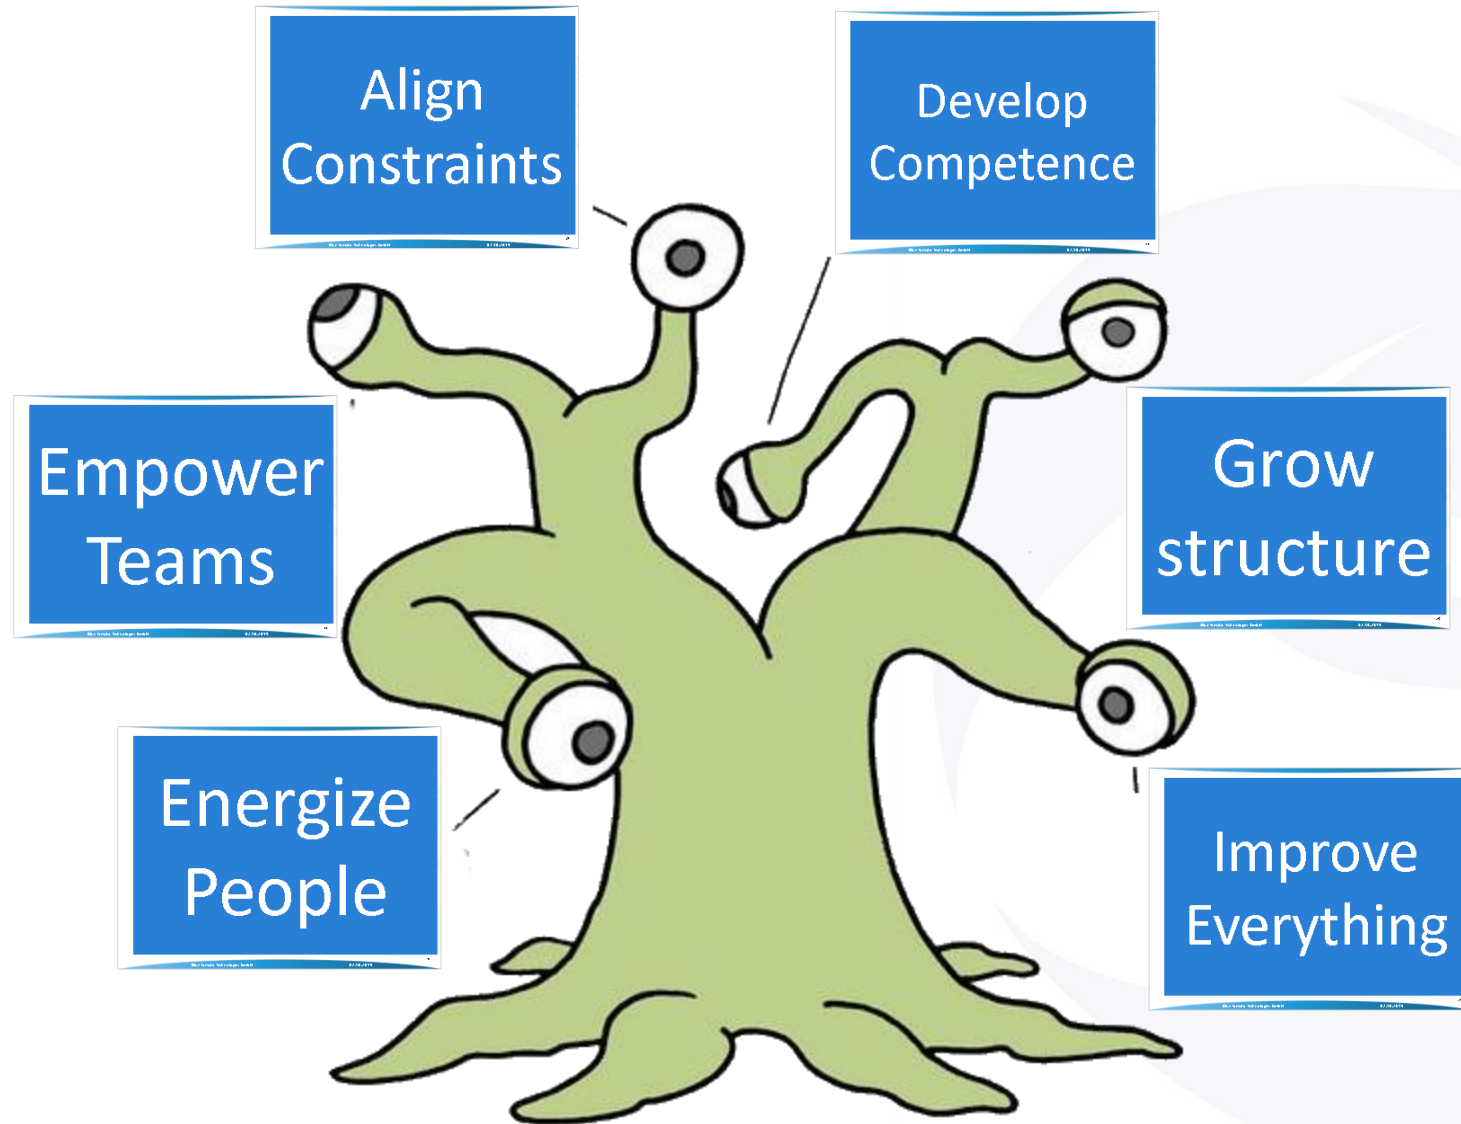 Align
Constraints
Develop
Competence
Empower
Teams
Grow
structure
Energize
People
Improve
Everything